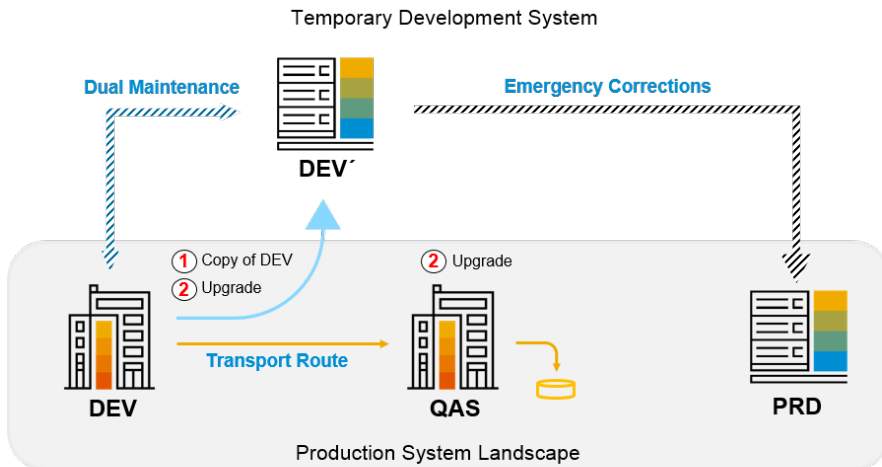 Temporary Development System
Dual Maintenance
Emergency Corrections
DEV´
1 Copy of DEV
2 Upgrade
2 Upgrade
Transport Route
DEV
QAS
PRD
Production System Landscape